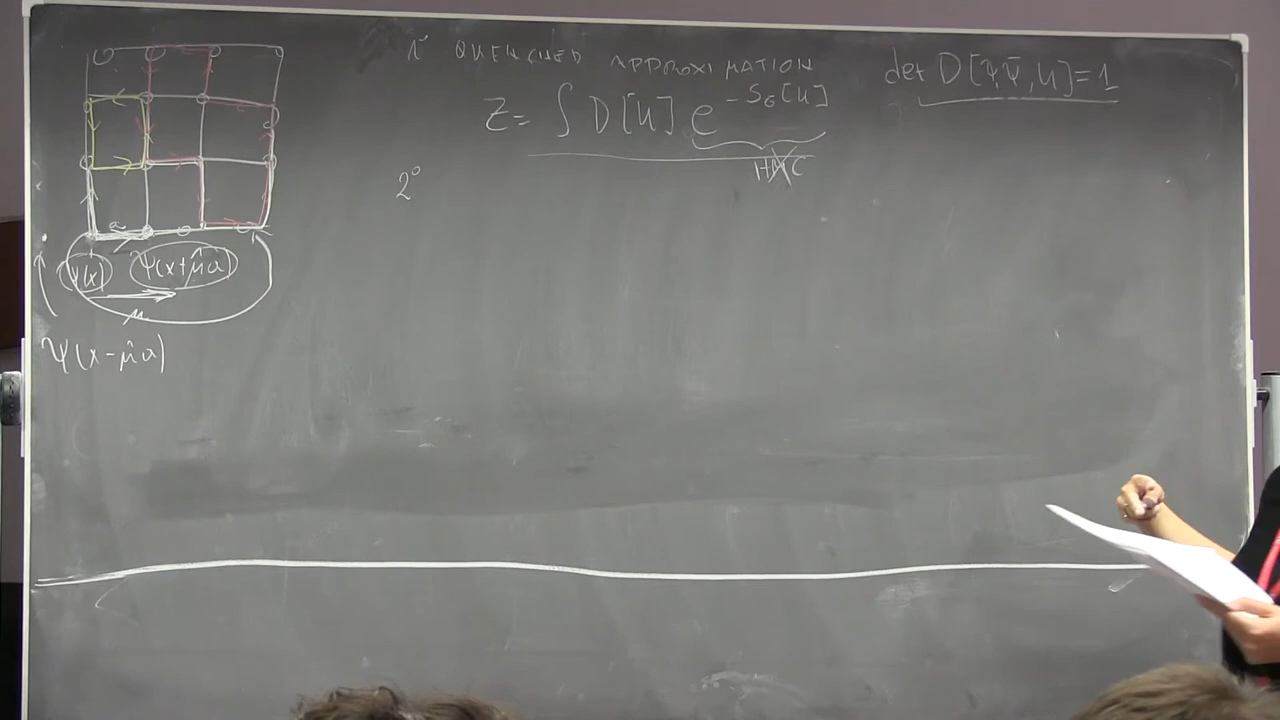 1° QUENCHED APPROXIMATION
det D[Ψ,Ψ̄,U]=1
Z= ∫ D[U] e^{-S_G[U]}
HMC
2°
a
Ψ(x) Ψ(x+μ̂a)
μ
Ψ(x-μ̂a)